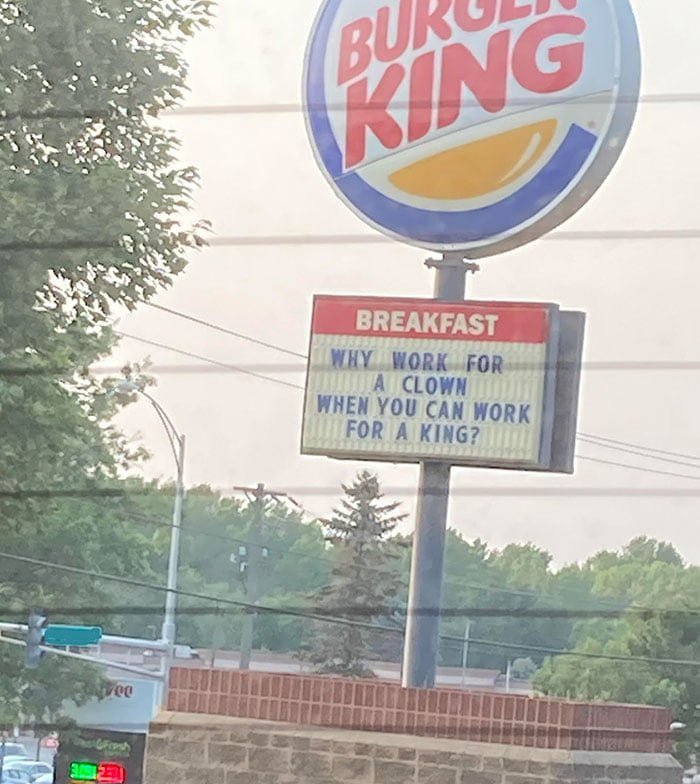 BURGER
KING
BREAKFAST
WHY WORK FOR
A CLOWN
WHEN YOU CAN WORK
FOR A KING?